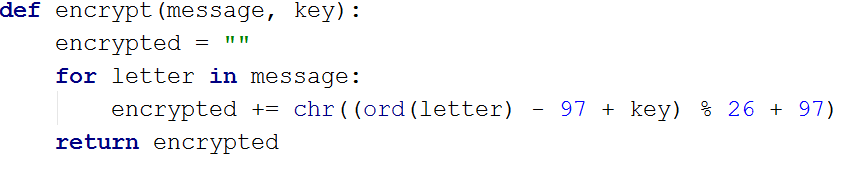 def encrypt(message, key):
    encrypted = ""
    for letter in message:
        encrypted += chr((ord(letter) - 97 + key) % 26 + 97)
    return encrypted